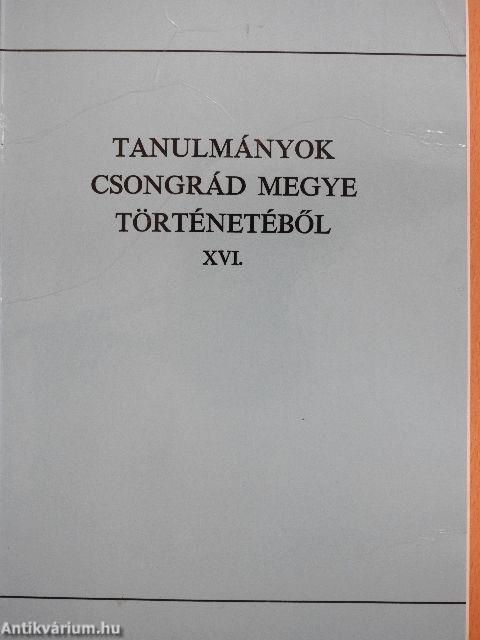 TANULMÁNYOK
CSONGRÁD MEGYE
TÖRTÉNETÉBŐL
XVI.
Antikvárium.hu